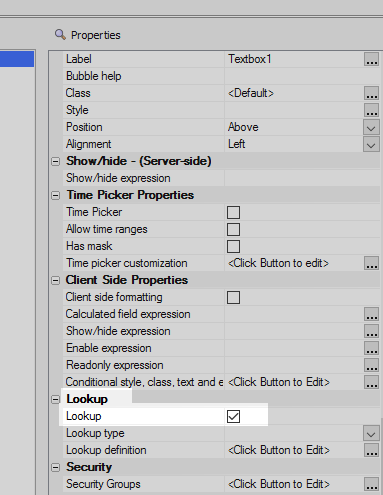 Properties
Label Textbox1 ...
Bubble help
Class <Default> ...
Style ...
Position Above
Alignment Left
Show/hide - (Server-side)
Show/hide expression
Time Picker Properties
Time Picker
Allow time ranges
Has mask
Time picker customization <Click Button to edit> ...
Client Side Properties
Client side formatting
Calculated field expression ...
Show/hide expression ...
Enable expression ...
Readonly expression ...
Conditional style, class, text and e <Click Button to Edit> ...
Lookup
Lookup
Lookup type
Lookup definition <Click Button to Edit> ...
Security
Security Groups <Click Button to Edit> ...